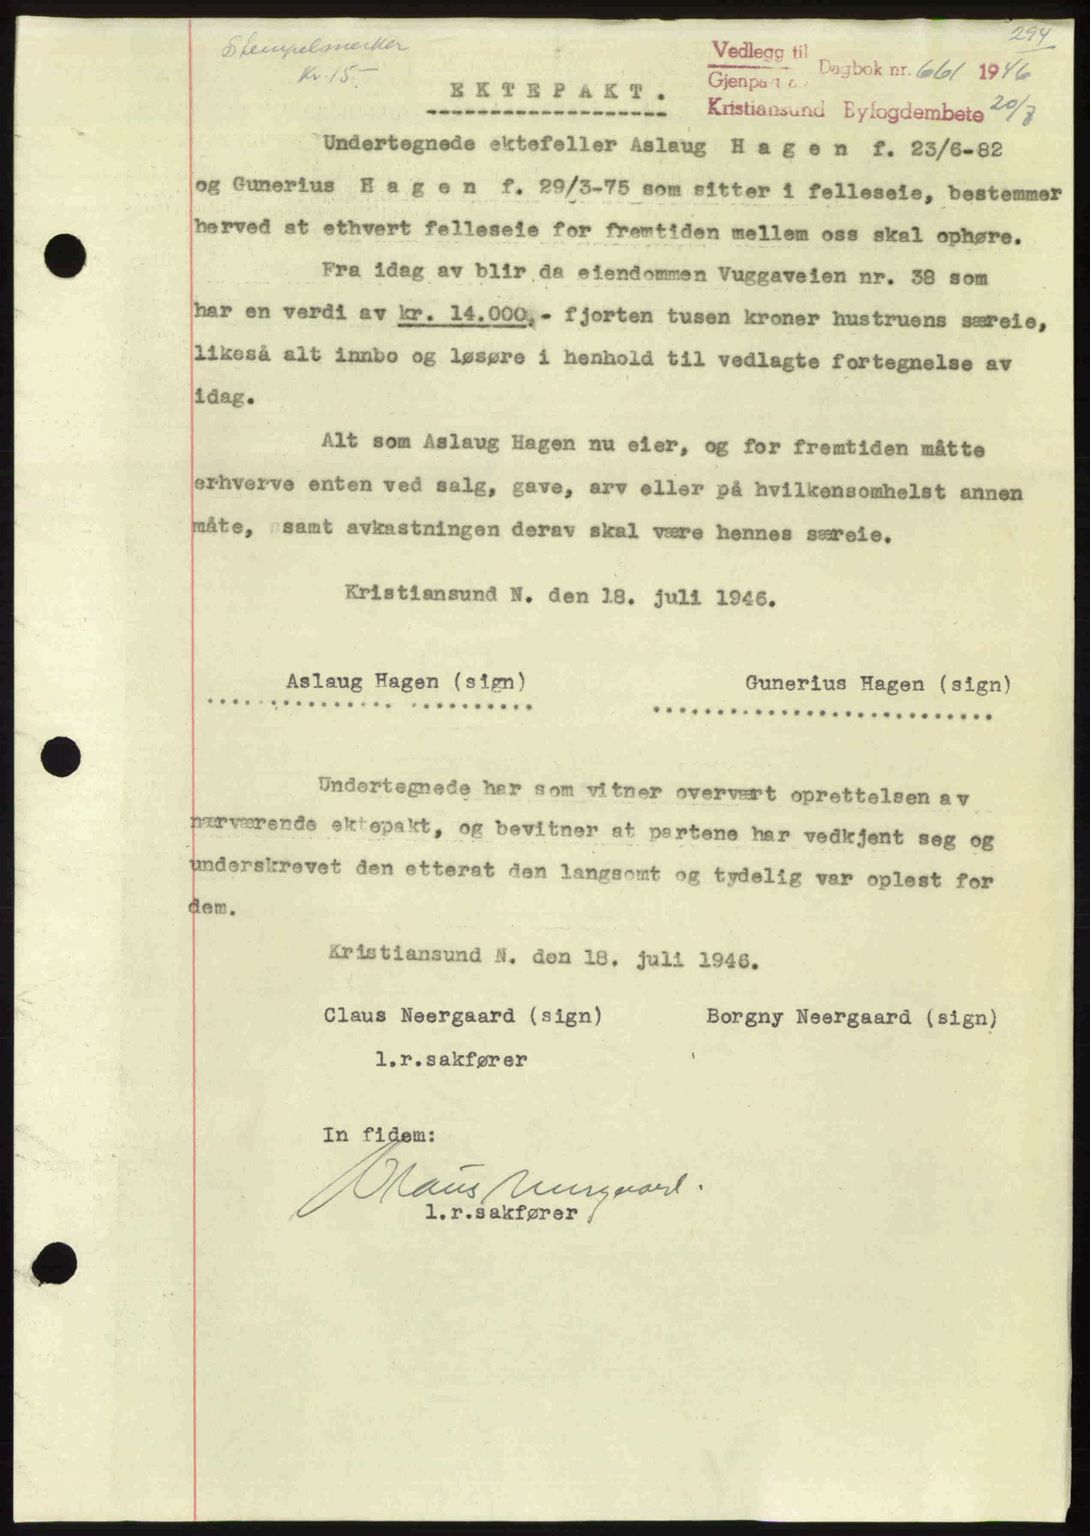 294
Stempelmerker
Kr. 15.-
Vedlegg til
Gjenpart a
Dagbok nr. 661 1946
Kristiansund Byfogdembete 20/7
EKTEPAKT.
Undertegnede ektefeller Aslaug H a g e n f. 23/6-82
og Gunerius H a g e n f. 29/3-75 som sitter i felleseie, bestemmer
herved at ethvert felleseie for fremtiden mellem oss skal ophøre.
Fra idag av blir da eiendommen Vuggaveien nr. 38 som
har en verdi av kr. 14.000,- fjorten tusen kroner hustruens særeie,
likeså alt innbo og løsøre i henhold til vedlagte fortegnelse av
idag.
Alt som Aslaug Hagen nu eier, og for fremtiden måtte
erhverve enten ved salg, gave, arv eller på hvilkensomhelst annen
måte, samt avkastningen derav skal være hennes særeie.
Kristiansund N. den 18. juli 1946.
Aslaug Hagen (sign) Gunerius Hagen (sign)
Undertegnede har som vitner overvært oprettelsen av
nærværende ektepakt, og bevitner at partene har vedkjent seg og
underskrevet den etterat den langsomt og tydelig var oplest for
dem.
Kristiansund N. den 18. juli 1946.
Claus Neergaard (sign) Borgny Neergaard (sign)
l.r.sakfører
In fidem:
Claus Neergaard.
l.r.sakfører